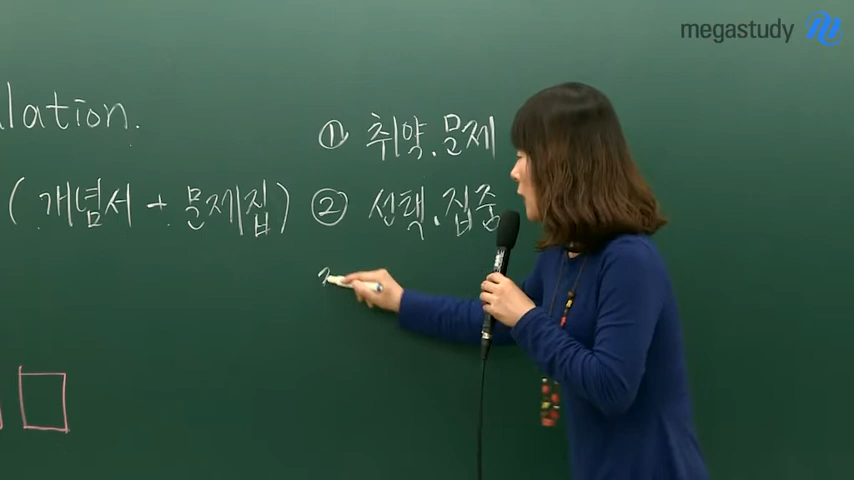 megastudy
lation.
① 취약.문제
(개념서 + 문제집) ② 선택.집중